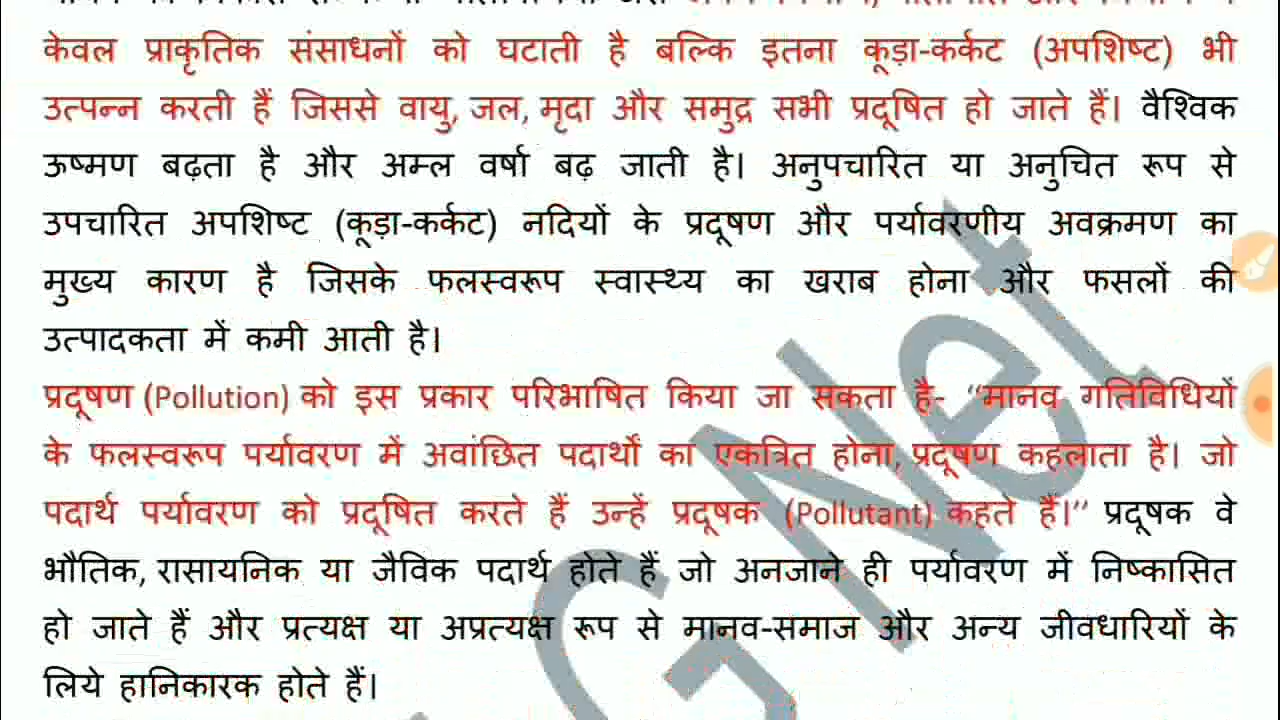 केवल प्राकृतिक संसाधनों को घटाती है बल्कि इतना कूड़ा-कर्कट (अपशिष्ट) भी
उत्पन्न करती हैं जिससे वायु, जल, मृदा और समुद्र सभी प्रदूषित हो जाते हैं। वैश्विक
ऊष्मण बढ़ता है और अम्ल वर्षा बढ़ जाती है। अनुपचारित या अनुचित रूप से
उपचारित अपशिष्ट (कूड़ा-कर्कट) नदियों के प्रदूषण और पर्यावरणीय अवक्रमण का
मुख्य कारण है जिसके फलस्वरूप स्वास्थ्य का खराब होना और फसलों की
उत्पादकता में कमी आती है।
प्रदूषण (Pollution) को इस प्रकार परिभाषित किया जा सकता है- “मानव गतिविधियों
के फलस्वरूप पर्यावरण में अवांछित पदार्थों का एकत्रित होना, प्रदूषण कहलाता है। जो
पदार्थ पर्यावरण को प्रदूषित करते हैं उन्हें प्रदूषक (Pollutant) कहते हैं।” प्रदूषक वे
भौतिक, रासायनिक या जैविक पदार्थ होते हैं जो अनजाने ही पर्यावरण में निष्कासित
हो जाते हैं और प्रत्यक्ष या अप्रत्यक्ष रूप से मानव-समाज और अन्य जीवधारियों के
लिये हानिकारक होते हैं।
G Net